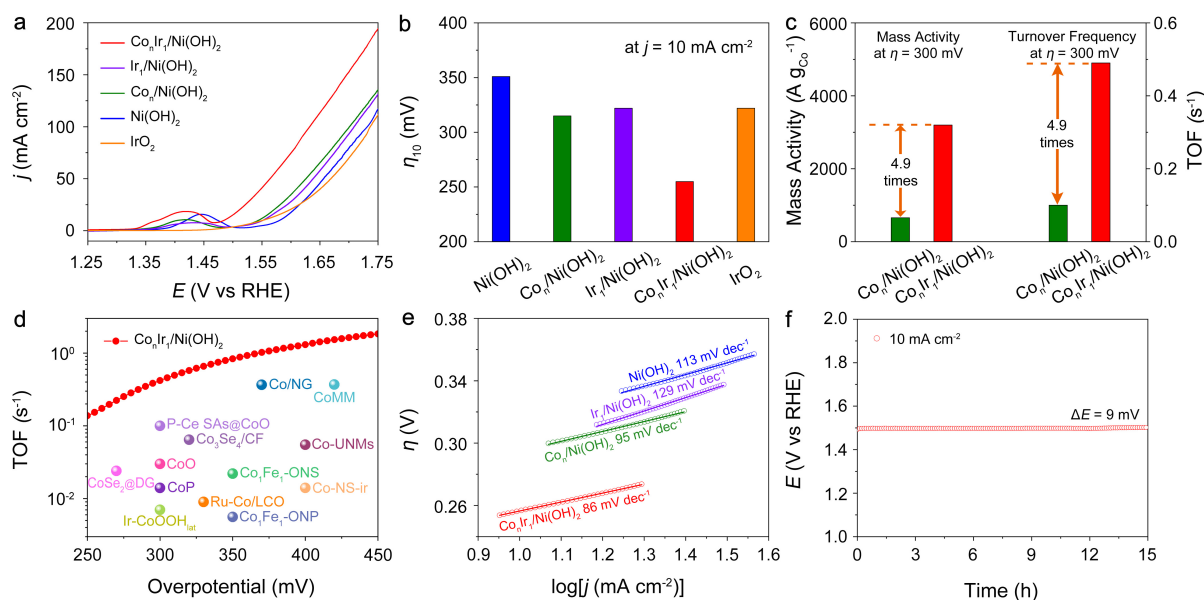 a
j (mA cm⁻²)
200
150
100
50
0
ConIr₁/Ni(OH)₂
Ir₁/Ni(OH)₂
Con/Ni(OH)₂
Ni(OH)₂
IrO₂
1.25 1.35 1.45 1.55 1.65 1.75
E (V vs RHE)
b
η₁₀ (mV)
400
350
300
250
200
at j = 10 mA cm⁻²
Ni(OH)₂
Con/Ni(OH)₂
Ir₁/Ni(OH)₂
ConIr₁/Ni(OH)₂
IrO₂
c
Mass Activity (A gCo⁻¹)
6000
4000
2000
0
Mass Activity
at η = 300 mV
Turnover Frequency
at η = 300 mV
4.9
times
4.9
times
0.6
0.4
0.2
0.0
TOF (s⁻¹)
Con/Ni(OH)₂
ConIr₁/Ni(OH)₂
Con/Ni(OH)₂
ConIr₁/Ni(OH)₂
d
TOF (s⁻¹)
10⁰
10⁻¹
10⁻²
ConIr₁/Ni(OH)₂
Co/NG
CoMM
P-Ce SAs@CoO
Co₃Se₄/CF
Co-UNMs
CoO
CoSe₂@DG
Co₁Fe₁-ONS
CoP
Co-NS-ir
Ru-Co/LCO
Ir-CoOOHlat
Co₁Fe₁-ONP
250 300 350 400 450
Overpotential (mV)
e
η (V)
0.38
0.34
0.30
0.26
Ni(OH)₂ 113 mV dec⁻¹
Ir₁/Ni(OH)₂ 129 mV dec⁻¹
Con/Ni(OH)₂ 95 mV dec⁻¹
ConIr₁/Ni(OH)₂ 86 mV dec⁻¹
0.9 1.0 1.1 1.2 1.3 1.4 1.5 1.6
log[j (mA cm⁻²)]
f
E (V vs RHE)
2.0
1.8
1.6
1.4
1.2
1.0
10 mA cm⁻²
ΔE = 9 mV
0 3 6 9 12 15
Time (h)